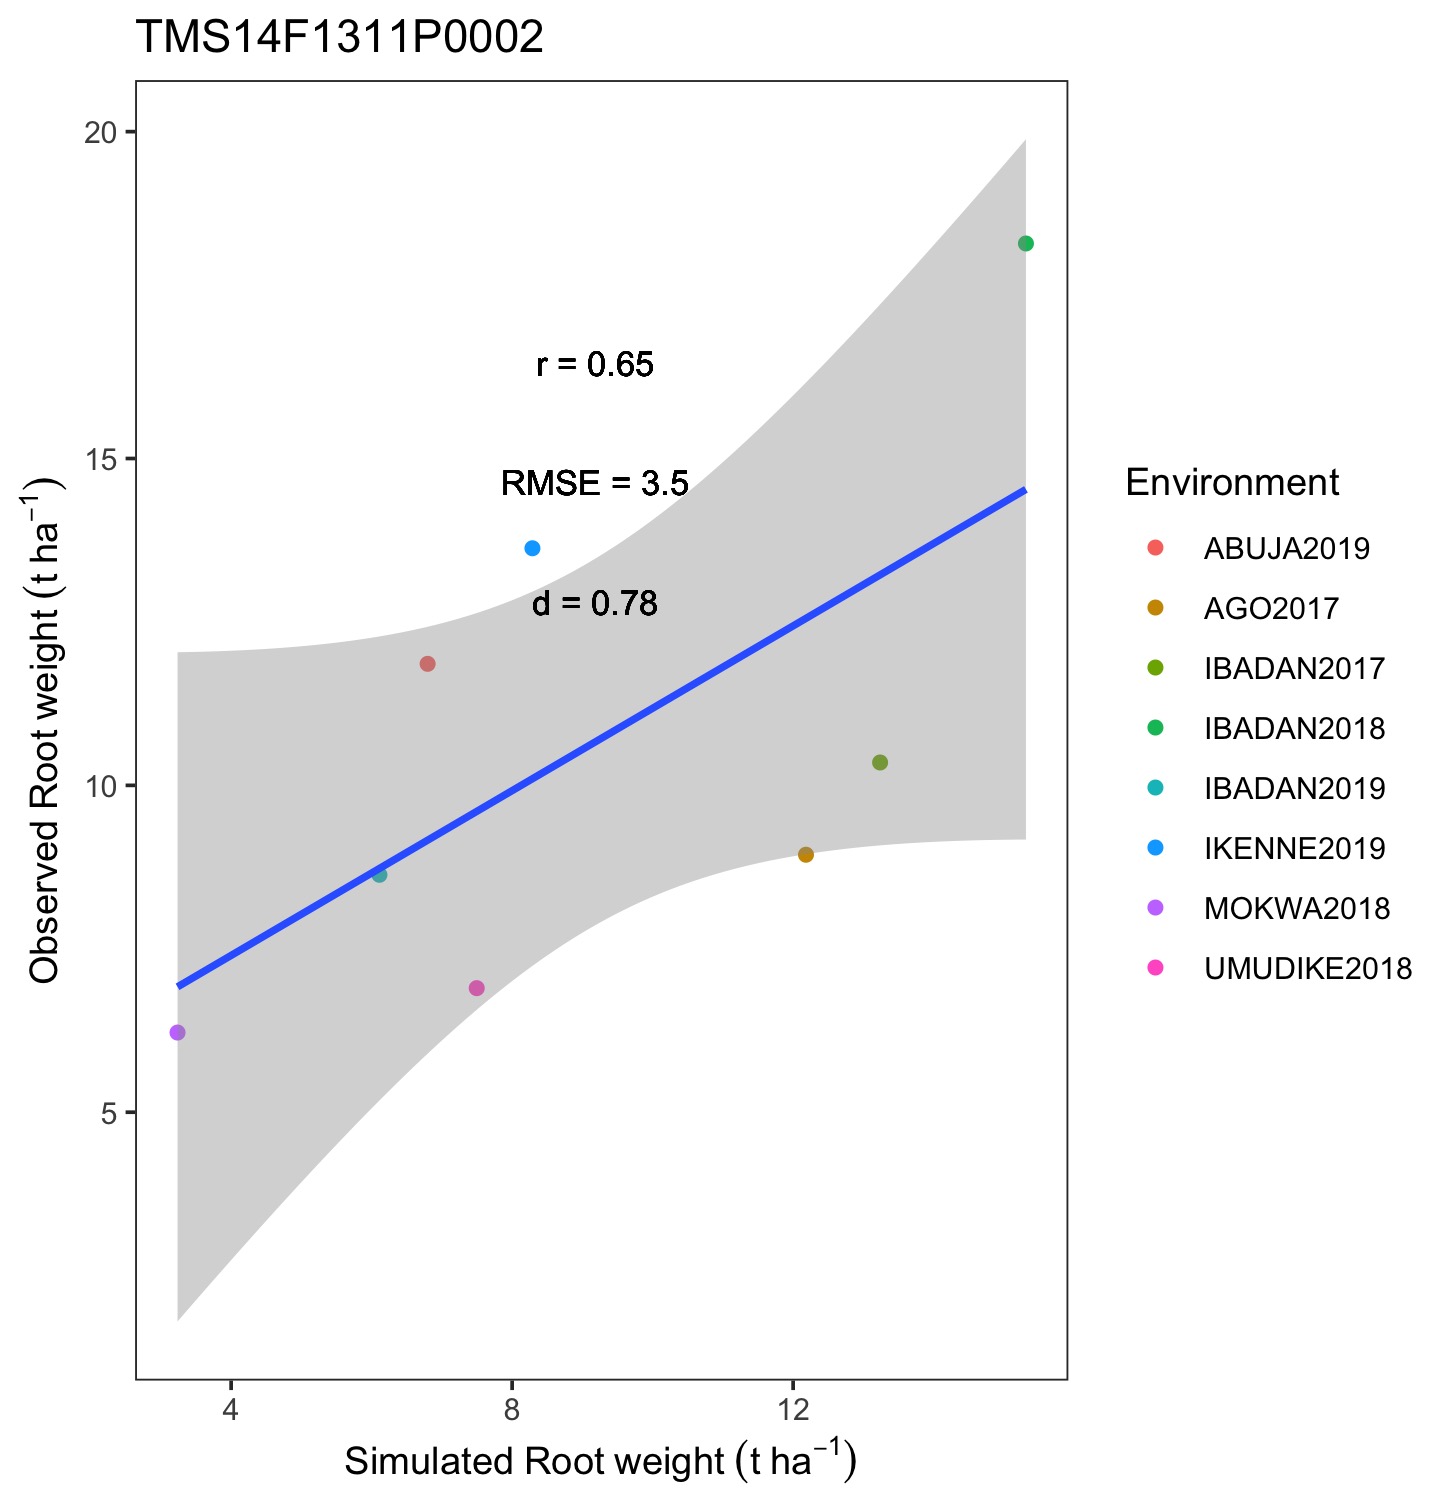 TMS14F1311P0002
20
15
10
5
Observed Root weight (t ha⁻¹)
r = 0.65
RMSE = 3.5
d = 0.78
4 8 12
Simulated Root weight (t ha⁻¹)
Environment
ABUJA2019
AGO2017
IBADAN2017
IBADAN2018
IBADAN2019
IKENNE2019
MOKWA2018
UMUDIKE2018